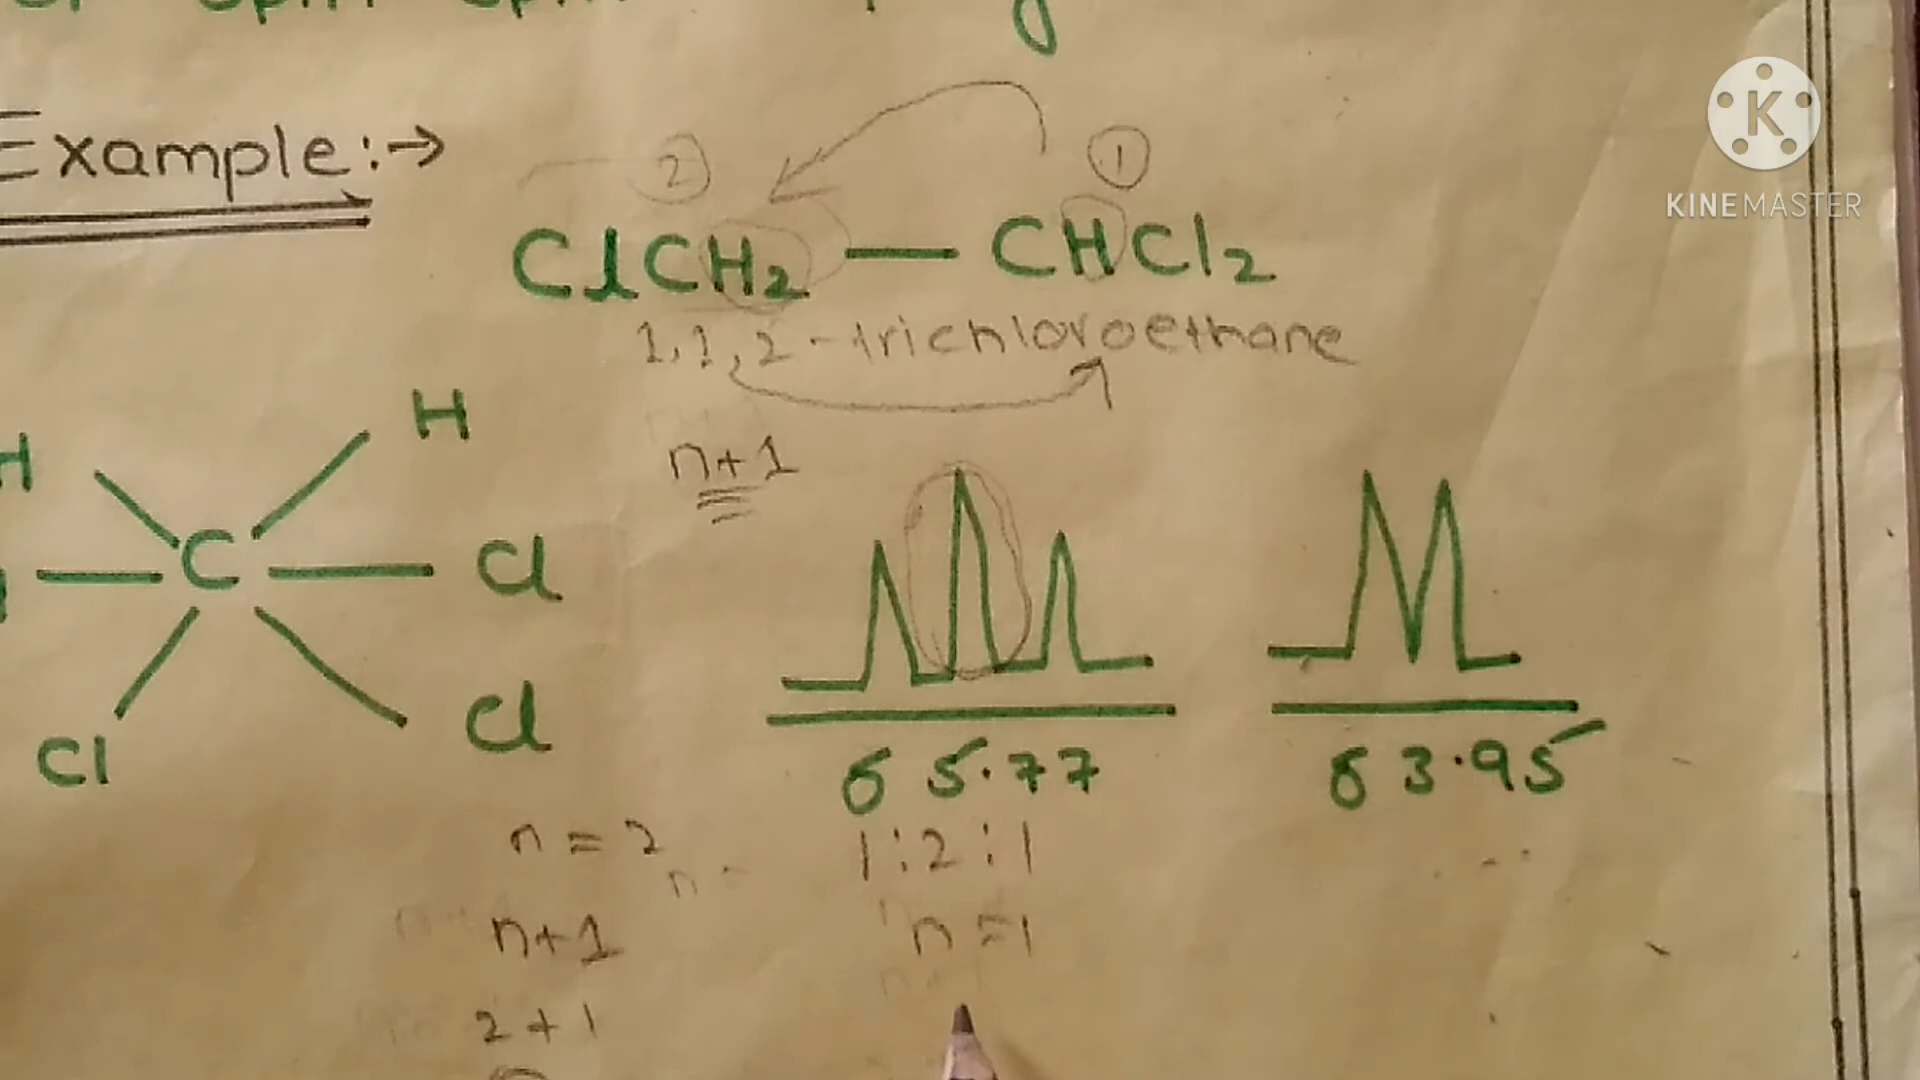 Example:→
2 1
ClCH2 — CHCl2
1,1,2-trichloroethane
n+1
H H
C Cl
Cl Cl
δ 5.77 δ 3.95
n = 2 1:2:1
n+1 n=1
2+1
K
KINEMASTER